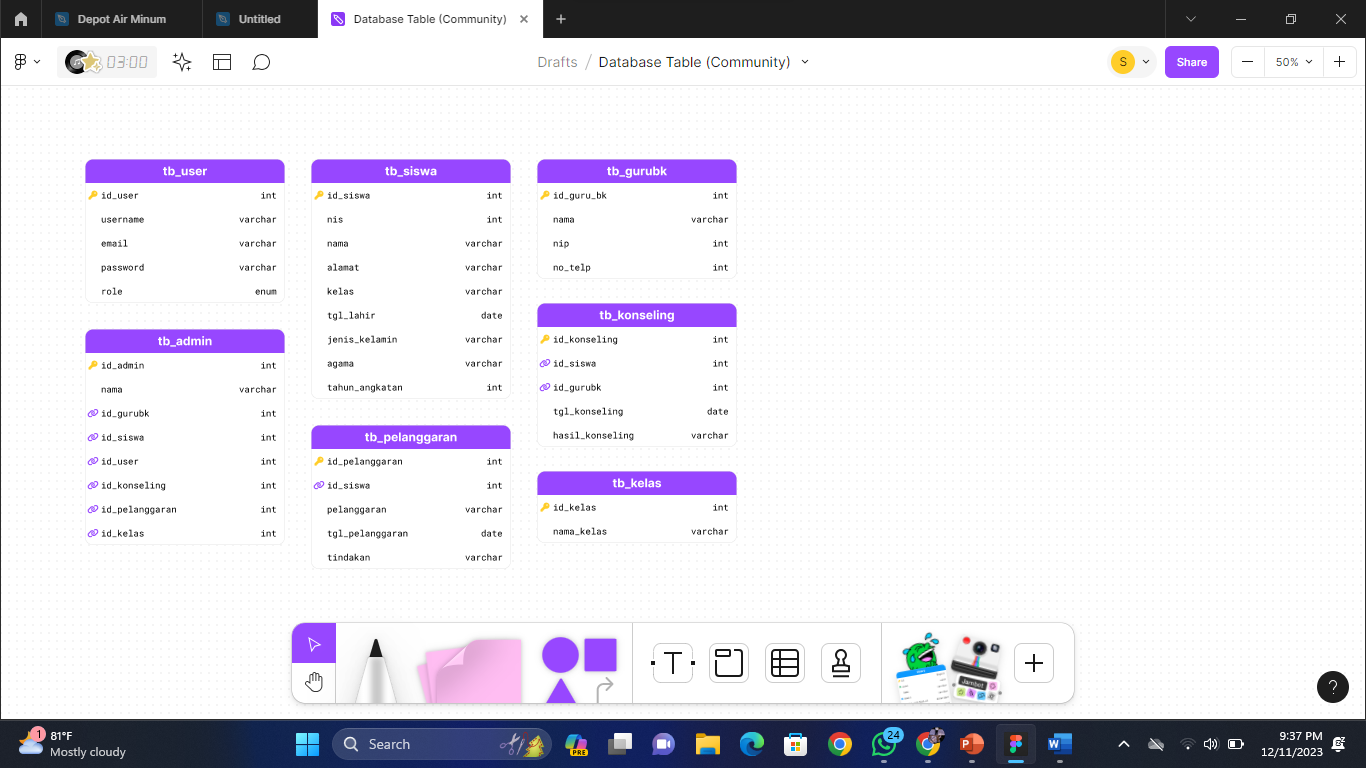 Depot Air Minum
Untitled
Database Table (Community)
03:00
Drafts / Database Table (Community)
S
Share
50%
tb_user
id_user int
username varchar
email varchar
password varchar
role enum
tb_admin
id_admin int
nama varchar
id_gurubk int
id_siswa int
id_user int
id_konseling int
id_pelanggaran int
id_kelas int
tb_siswa
id_siswa int
nis int
nama varchar
alamat varchar
kelas varchar
tgl_lahir date
jenis_kelamin varchar
agama varchar
tahun_angkatan int
tb_pelanggaran
id_pelanggaran int
id_siswa int
pelanggaran varchar
tgl_pelanggaran date
tindakan varchar
tb_gurubk
id_guru_bk int
nama varchar
nip int
no_telp int
tb_konseling
id_konseling int
id_siswa int
id_gurubk int
tgl_konseling date
hasil_konseling varchar
tb_kelas
id_kelas int
nama_kelas varchar
T
Jambot
?
1
81°F
Mostly cloudy
Search
PRE
24
P
W
9:37 PM
12/11/2023